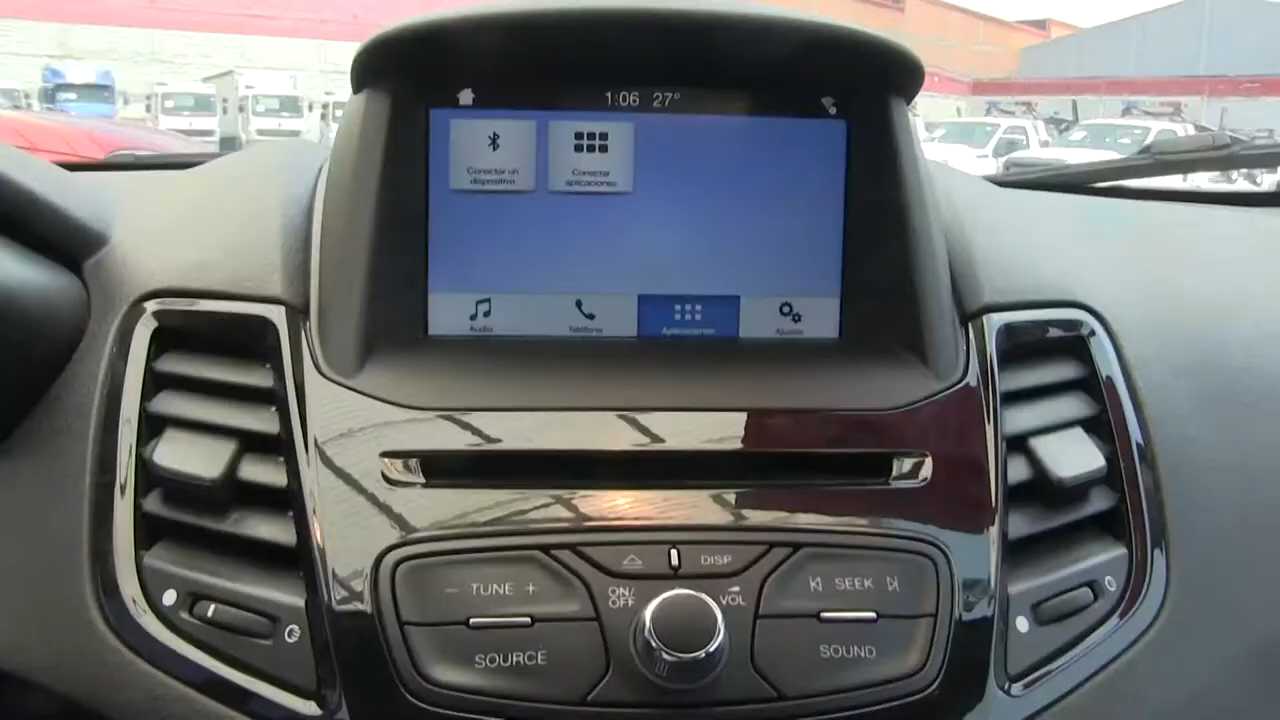 1:06 27°
Conectar un
dispositivo
Conectar
aplicaciones
Audio
Teléfono
Aplicaciones
Ajustes
DISP
- TUNE +
ON/
OFF
VOL
SEEK
SOURCE
SOUND